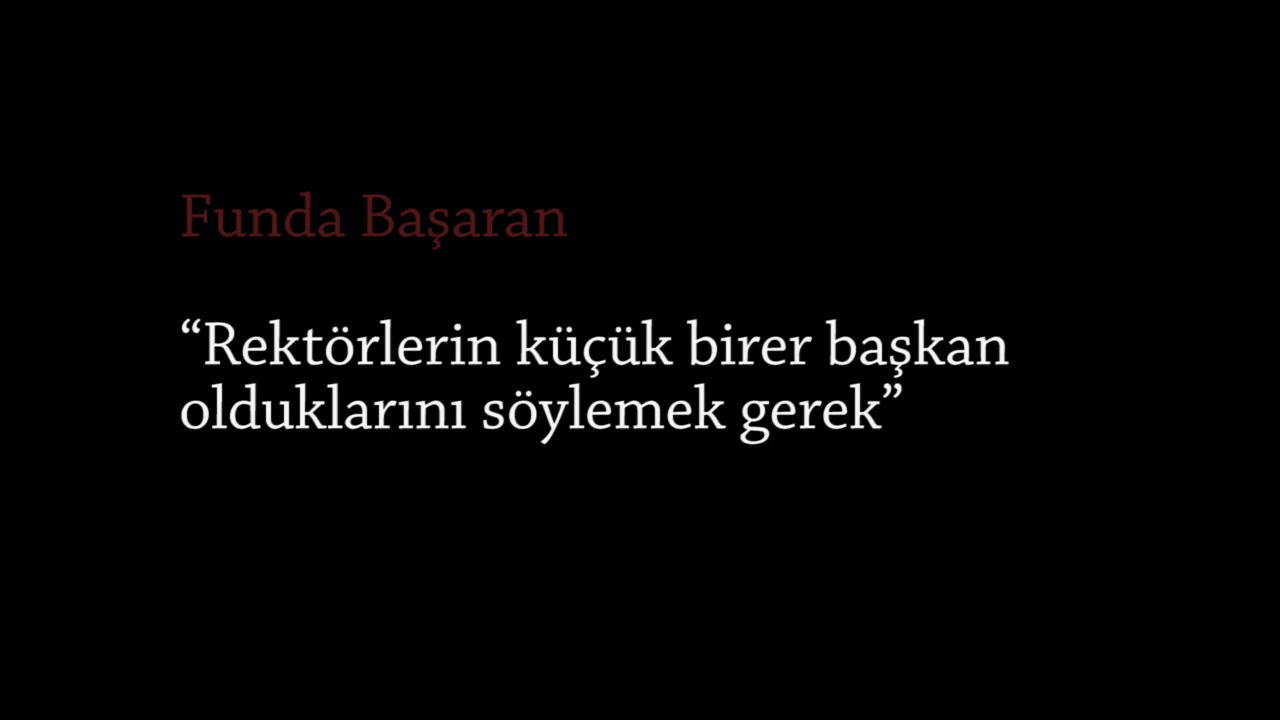 Funda Başaran
“Rektörlerin küçük birer başkan
olduklarını söylemek gerek”